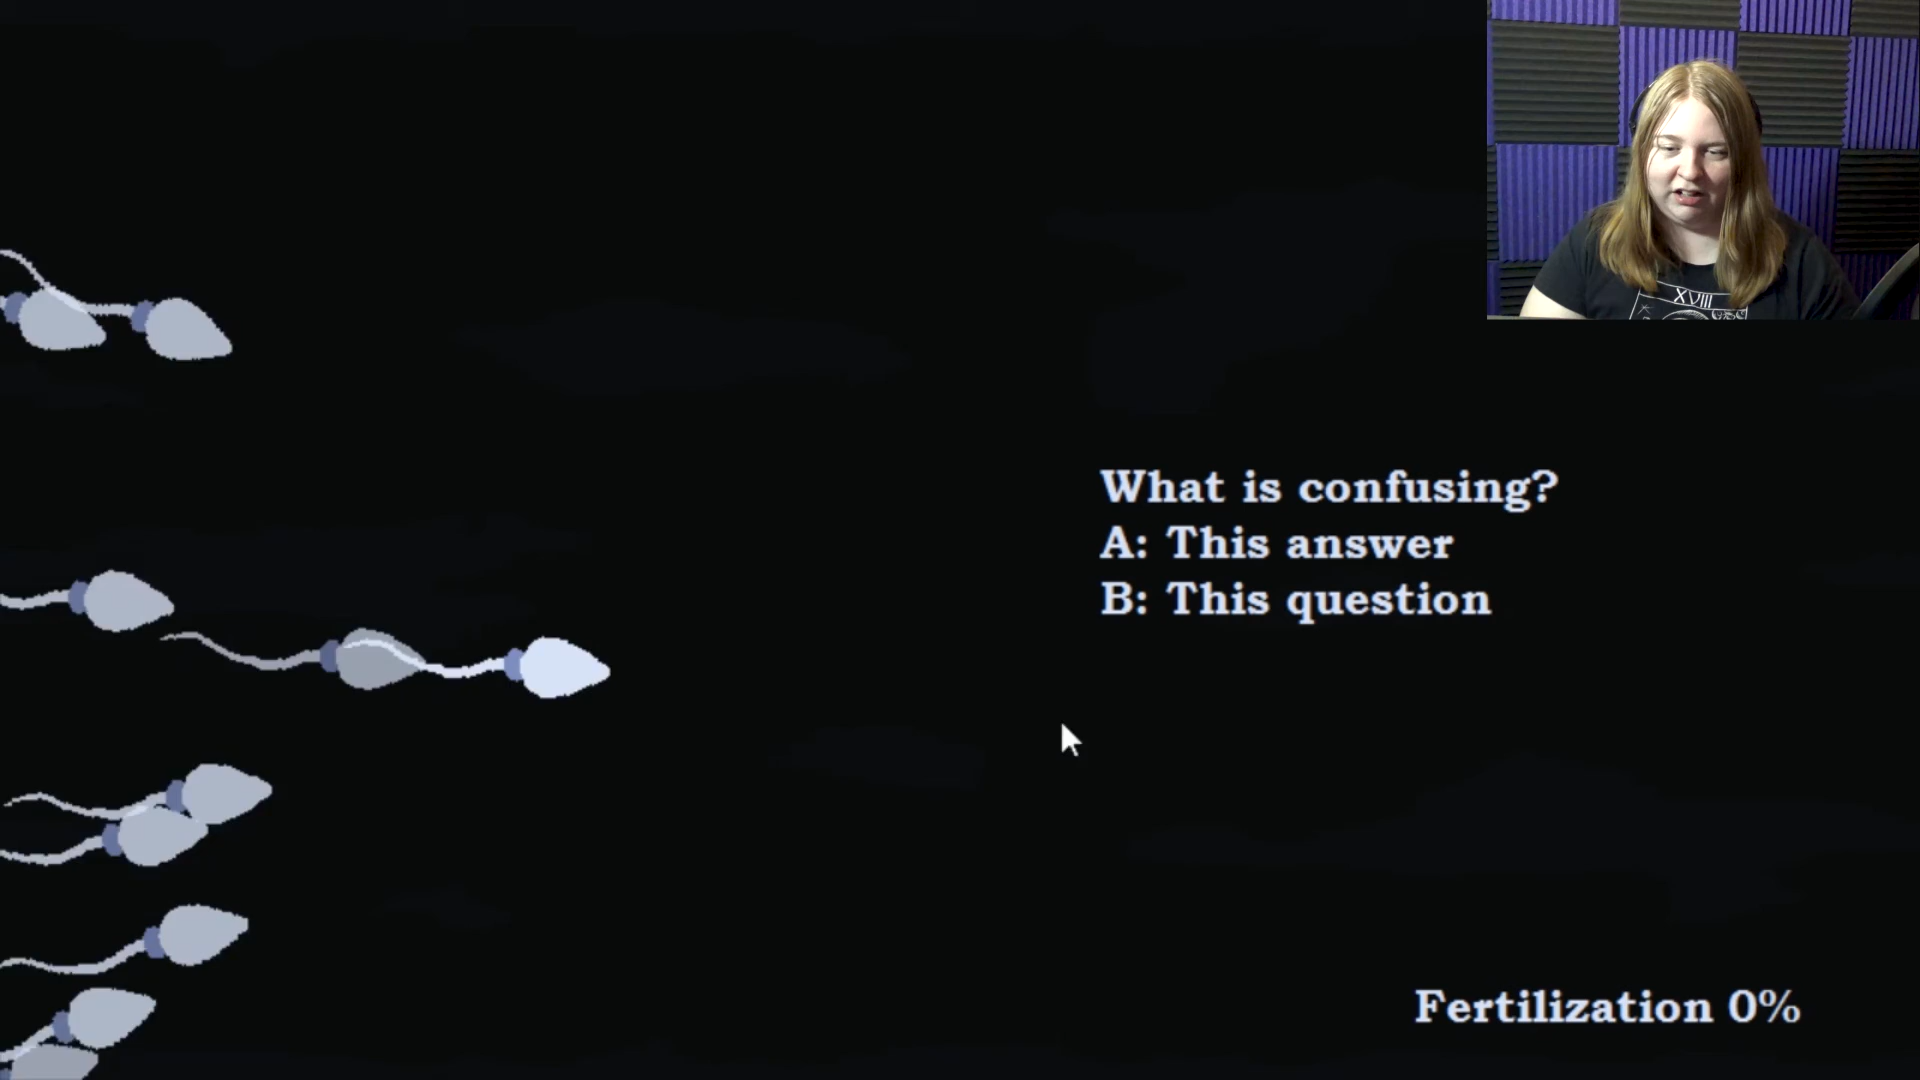 XVIII
What is confusing?
A: This answer
B: This question
Fertilization 0%